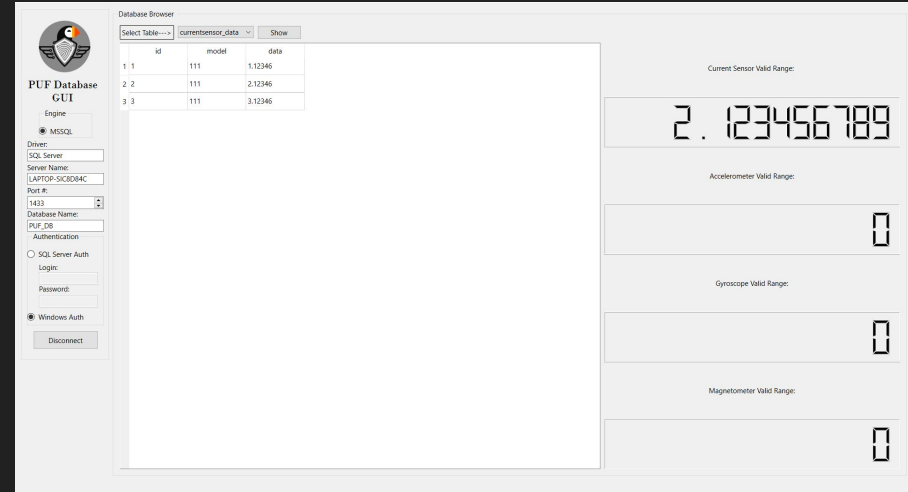 PUF Database
GUI
Engine
MSSQL
Driver:
SQL Server
Server Name:
LAPTOP-SIC8D84C
Port #:
1433
Database Name:
PUF_DB
Authentication
SQL Server Auth
Login:
Password:
Windows Auth
Disconnect
Database Browser
Select Table---> currentsensor_data Show
id model data
1 1 111 1.12346
2 2 111 2.12346
3 3 111 3.12346
Current Sensor Valid Range:
2.123456789
Accelerometer Valid Range:
0
Gyroscope Valid Range:
0
Magnetometer Valid Range:
0